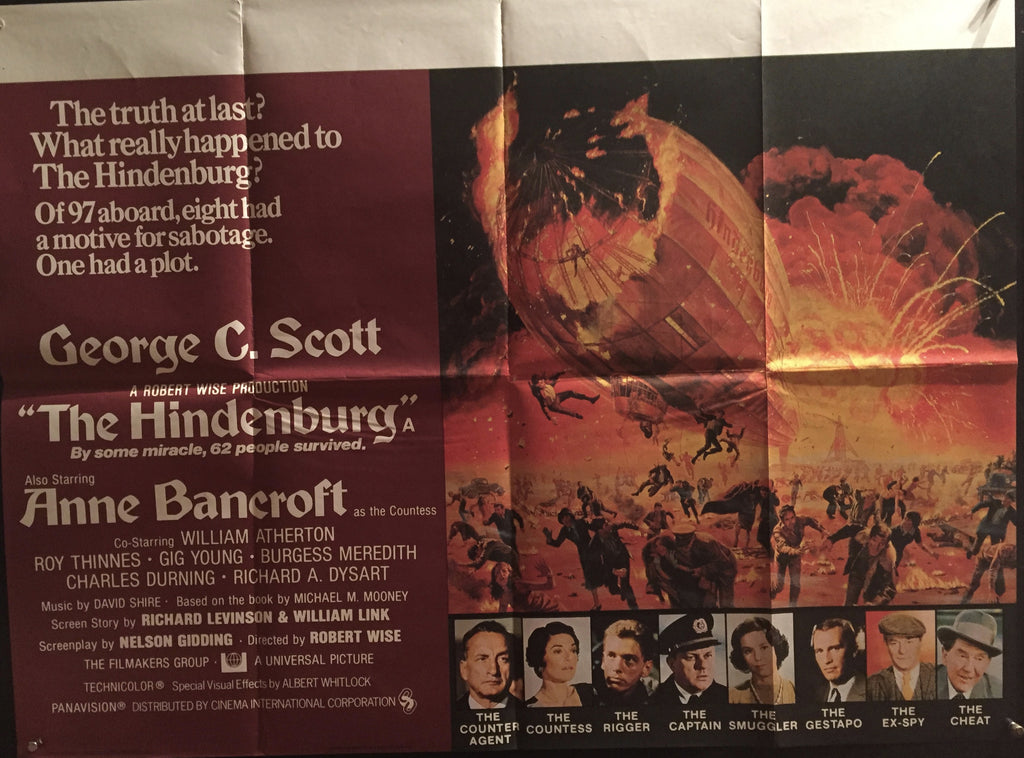 The truth at last?
What really happened to
The Hindenburg?
Of 97 aboard, eight had
a motive for sabotage.
One had a plot.
George C. Scott
A ROBERT WISE PRODUCTION
"The Hindenburg" A
By some miracle, 62 people survived.
Also Starring
Anne Bancroft as the Countess
Co-Starring WILLIAM ATHERTON
ROY THINNES · GIG YOUNG · BURGESS MEREDITH
CHARLES DURNING · RICHARD A. DYSART
Music by DAVID SHIRE · Based on the book by MICHAEL M. MOONEY
Screen Story by RICHARD LEVINSON & WILLIAM LINK
Screenplay by NELSON GIDDING · Directed by ROBERT WISE
THE FILMAKERS GROUP · A UNIVERSAL PICTURE
TECHNICOLOR® Special Visual Effects by ALBERT WHITLOCK
PANAVISION® DISTRIBUTED BY CINEMA INTERNATIONAL CORPORATION
THE COUNTER AGENT
THE COUNTESS
THE RIGGER
THE CAPTAIN
THE SMUGGLER
THE GESTAPO
THE EX-SPY
THE CHEAT